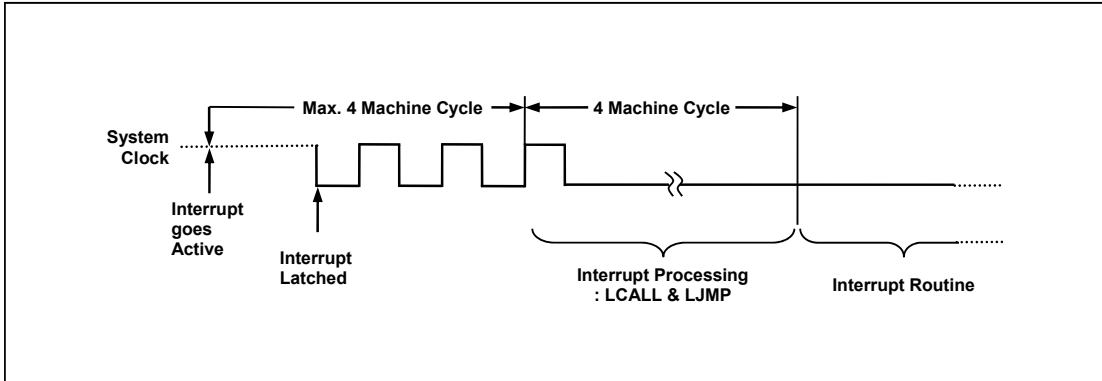 Max. 4 Machine Cycle
4 Machine Cycle
System
Clock
Interrupt
goes
Active
Interrupt
Latched
Interrupt Processing
: LCALL & LJMP
Interrupt Routine